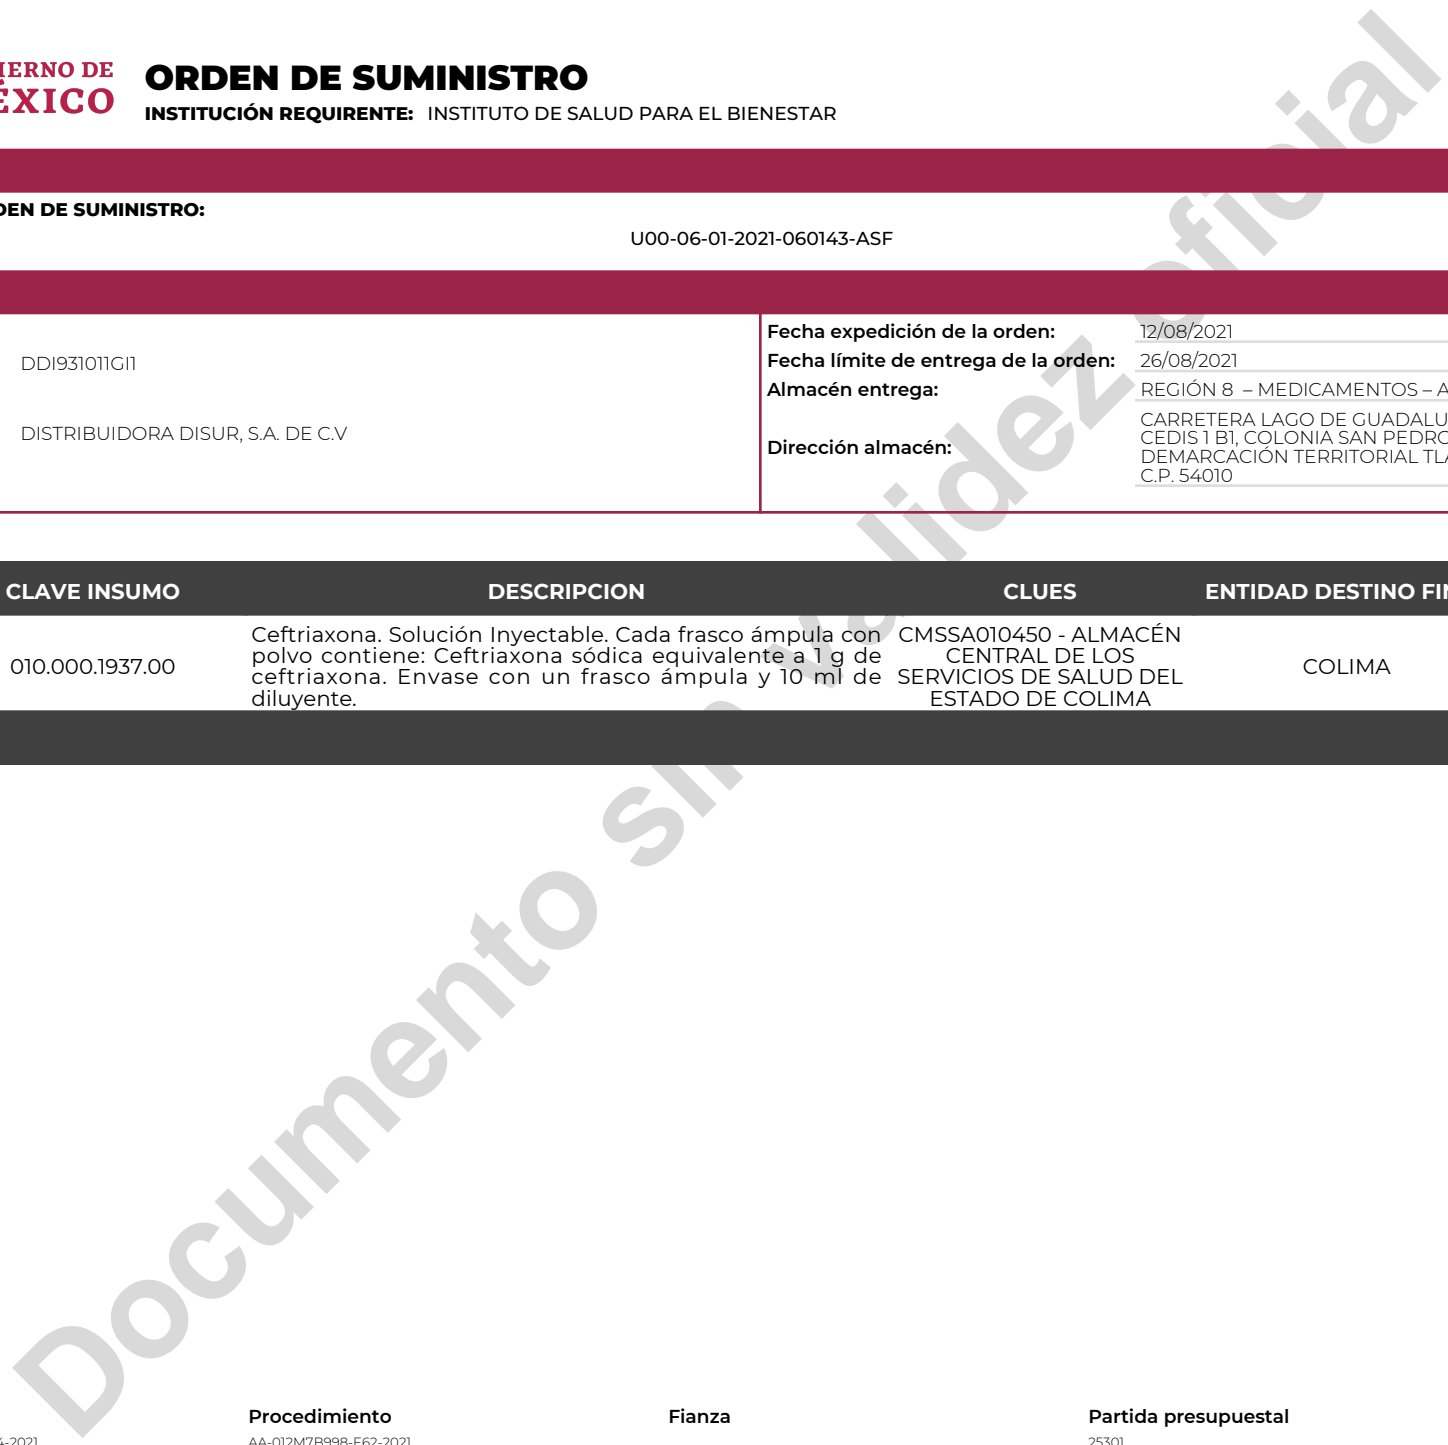 IERNO DE
ÉXICO
ORDEN DE SUMINISTRO
INSTITUCIÓN REQUIRENTE: INSTITUTO DE SALUD PARA EL BIENESTAR
DEN DE SUMINISTRO:
U00-06-01-2021-060143-ASF
DDI931011GI1
DISTRIBUIDORA DISUR, S.A. DE C.V
Fecha expedición de la orden: 12/08/2021
Fecha límite de entrega de la orden: 26/08/2021
Almacén entrega: REGIÓN 8 – MEDICAMENTOS – A
Dirección almacén:
CARRETERA LAGO DE GUADALU
CEDIS 1 B1, COLONIA SAN PEDRO
DEMARCACIÓN TERRITORIAL TLA
C.P. 54010
CLAVE INSUMO DESCRIPCION CLUES ENTIDAD DESTINO FIN
010.000.1937.00
Ceftriaxona. Solución Inyectable. Cada frasco ámpula con
polvo contiene: Ceftriaxona sódica equivalente a 1 g de
ceftriaxona. Envase con un frasco ámpula y 10 ml de
diluyente.
CMSSA010450 - ALMACÉN
CENTRAL DE LOS
SERVICIOS DE SALUD DEL
ESTADO DE COLIMA
COLIMA
Documento sin validez oficial
Procedimiento Fianza Partida presupuestal
4-2021 AA-012M7B998-E62-2021 25301